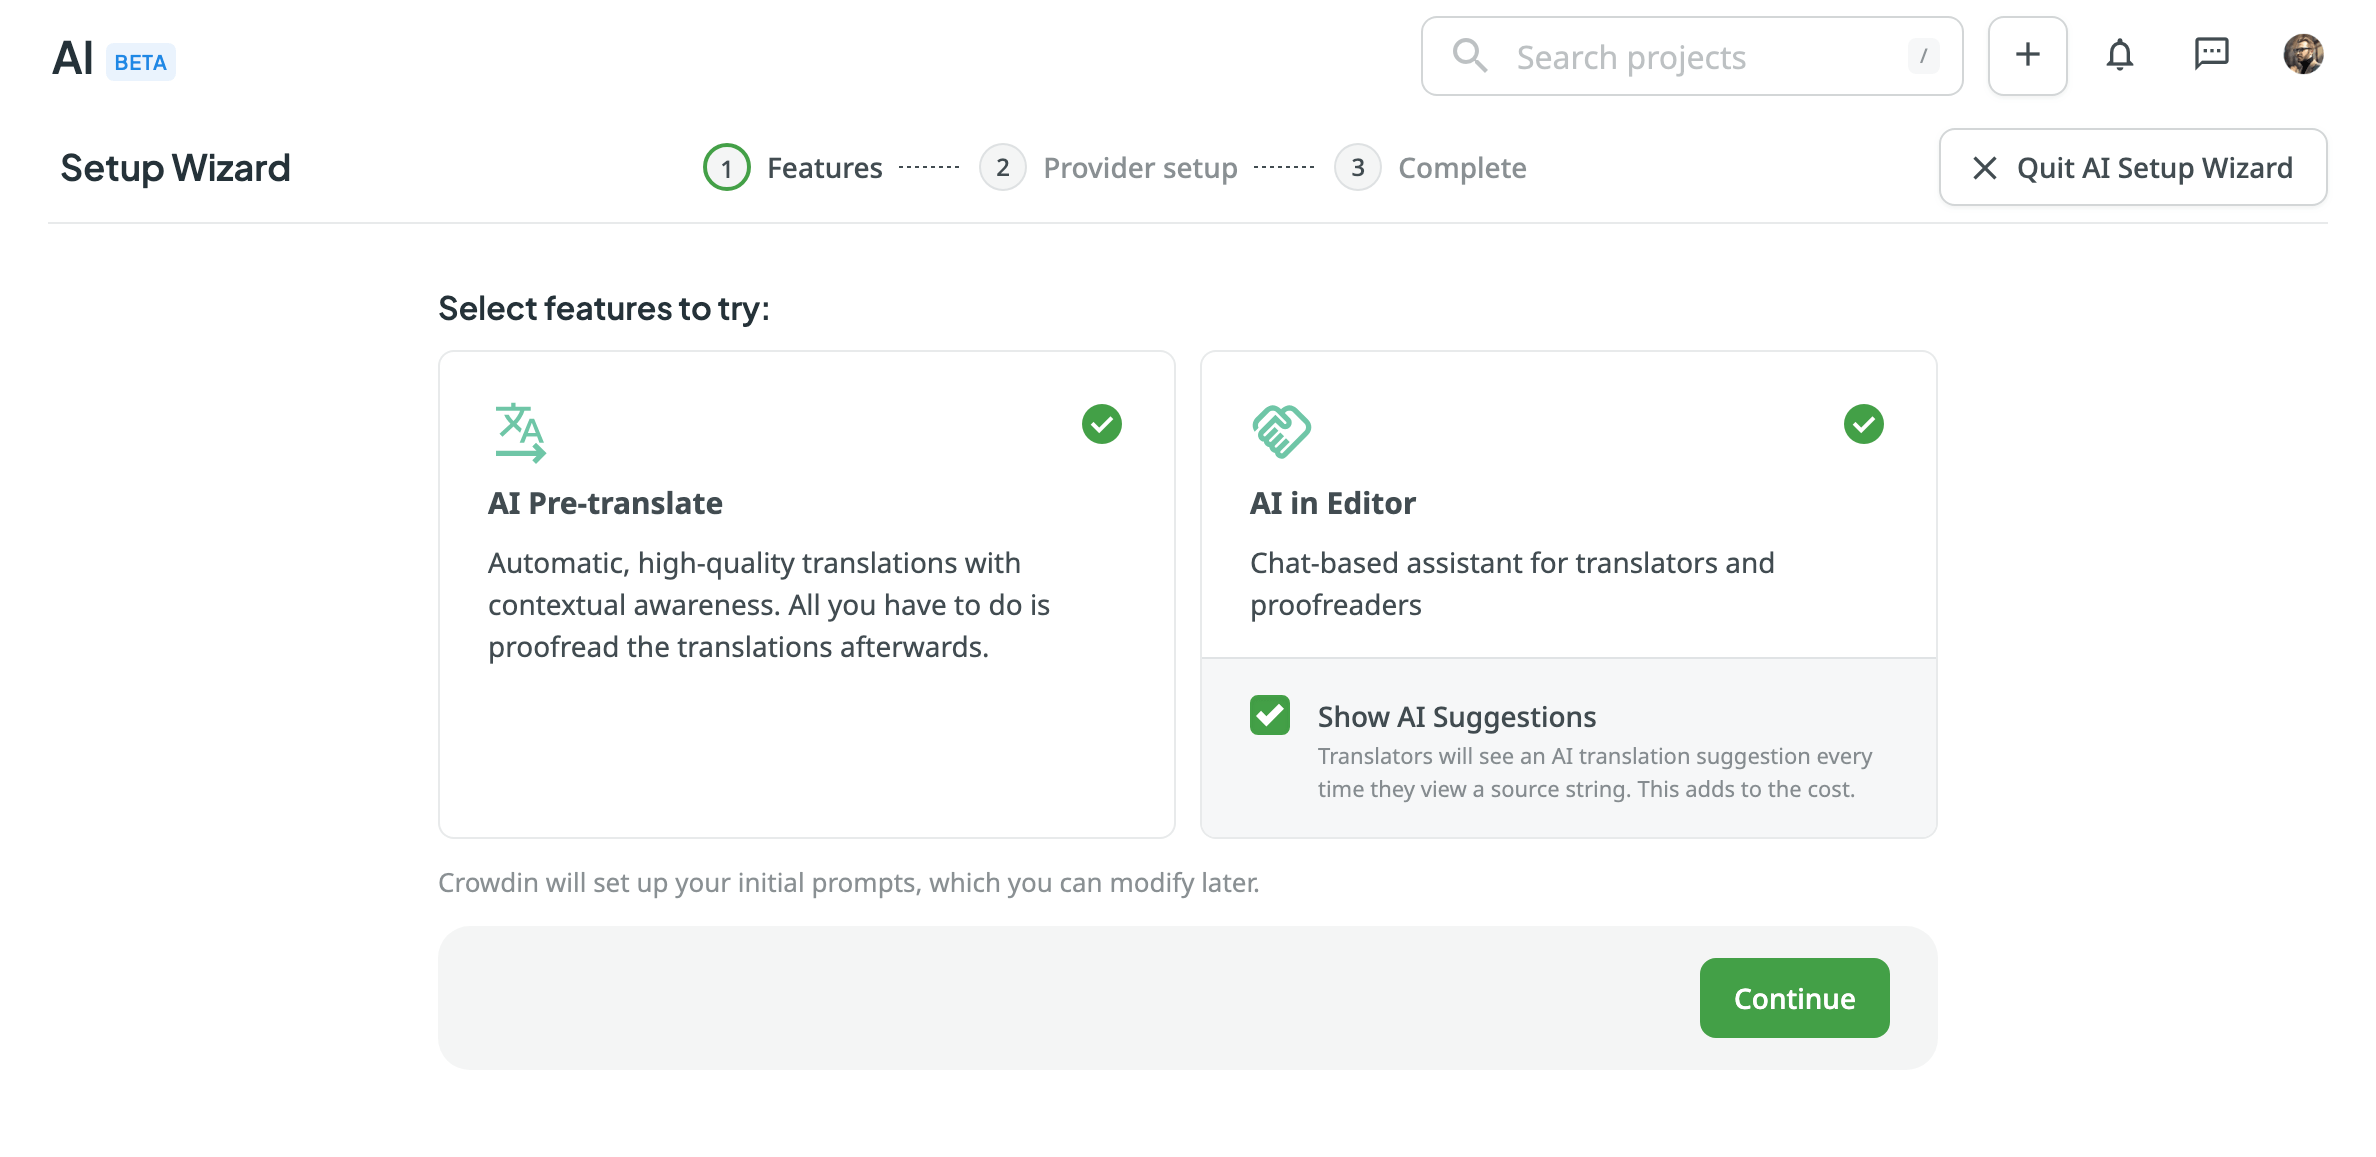 AI BETA
Search projects /
Setup Wizard
1 Features
2 Provider setup
3 Complete
Quit AI Setup Wizard
Select features to try:
AI Pre-translate
Automatic, high-quality translations with
contextual awareness. All you have to do is
proofread the translations afterwards.
AI in Editor
Chat-based assistant for translators and
proofreaders
Show AI Suggestions
Translators will see an AI translation suggestion every
time they view a source string. This adds to the cost.
Crowdin will set up your initial prompts, which you can modify later.
Continue